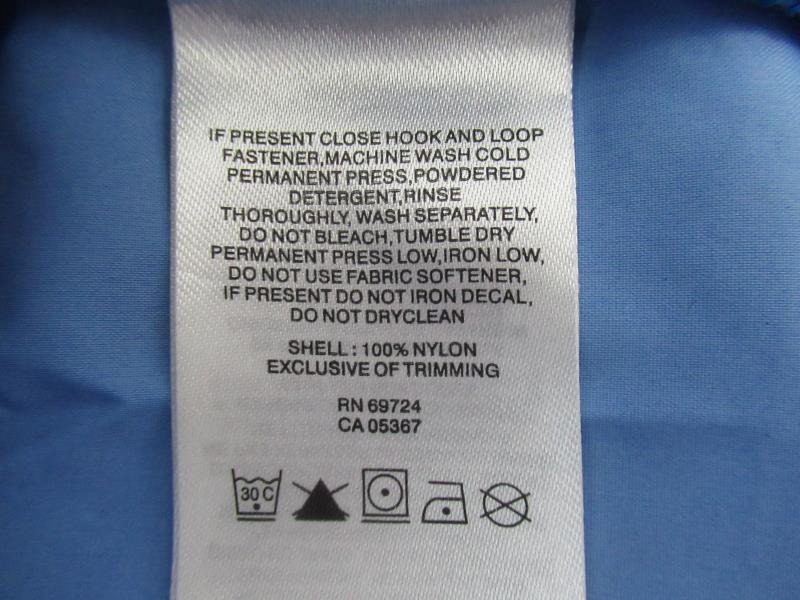 IF PRESENT CLOSE HOOK AND LOOP
FASTENER,MACHINE WASH COLD
PERMANENT PRESS,POWDERED
DETERGENT,RINSE
THOROUGHLY, WASH SEPARATELY,
DO NOT BLEACH,TUMBLE DRY
PERMANENT PRESS LOW,IRON LOW,
DO NOT USE FABRIC SOFTENER,
IF PRESENT DO NOT IRON DECAL,
DO NOT DRYCLEAN
SHELL : 100% NYLON
EXCLUSIVE OF TRIMMING
RN 69724
CA 05367
30 C